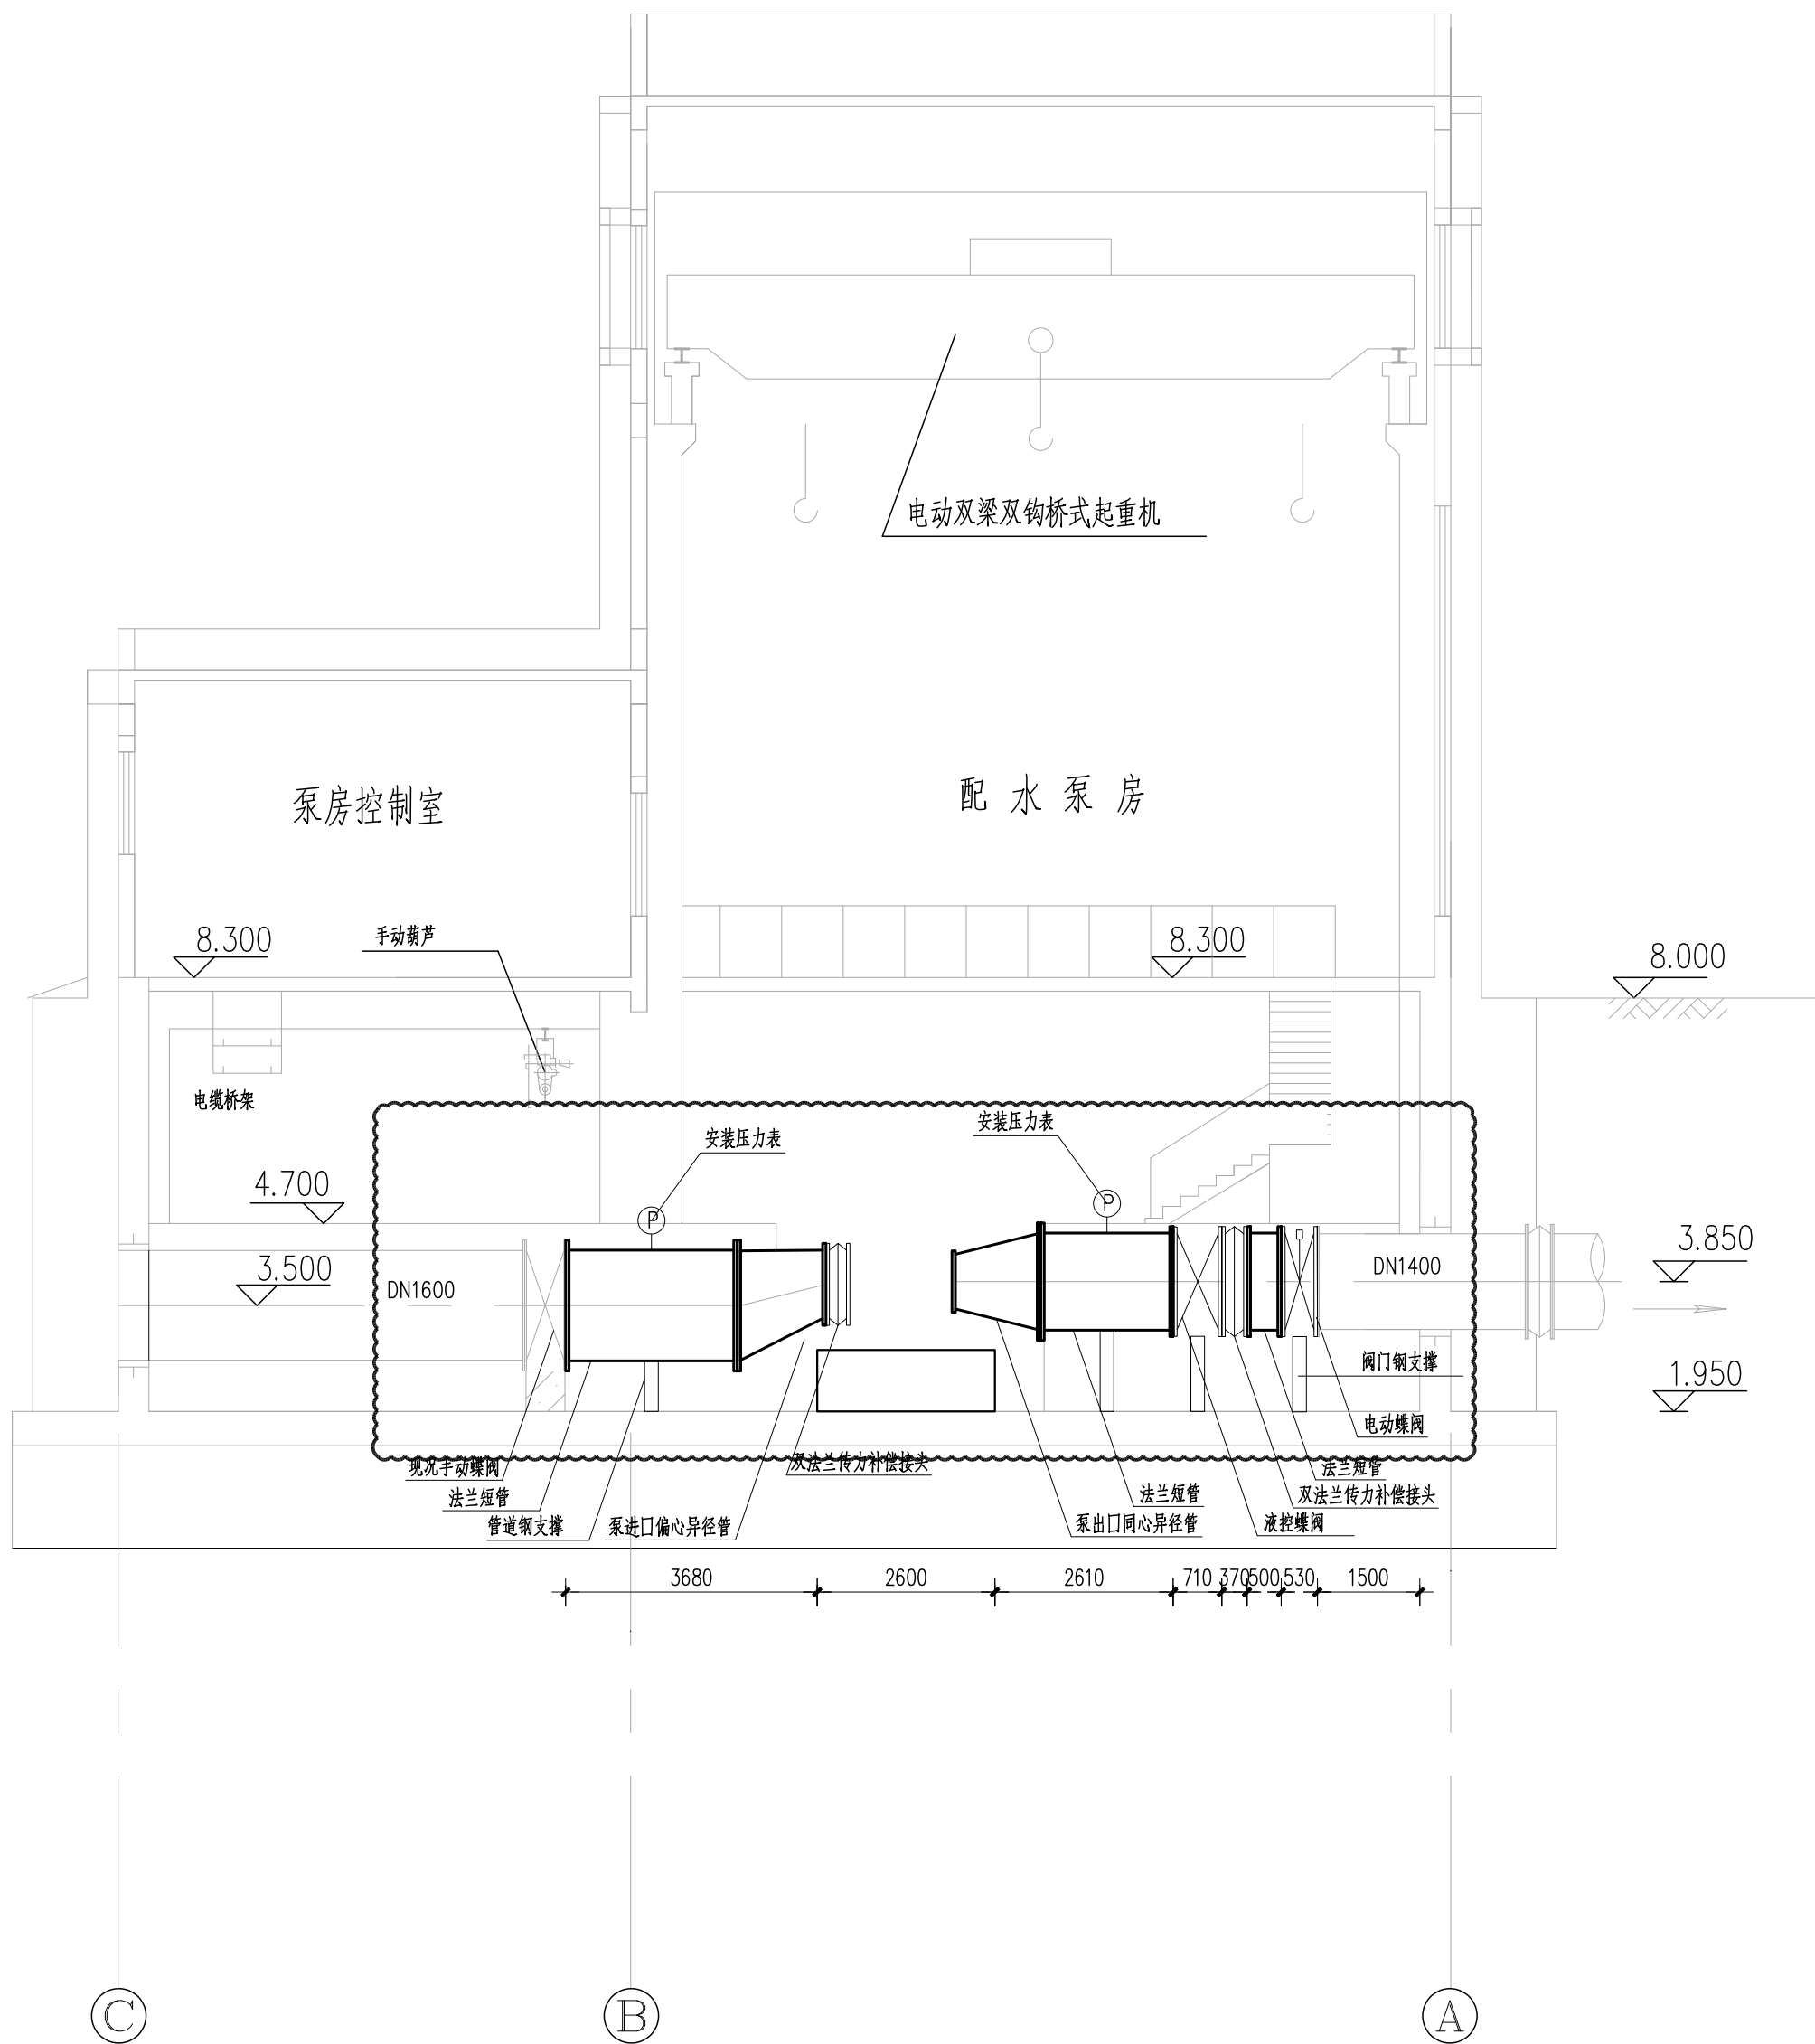 电动双梁双钩桥式起重机
泵房控制室
配水泵房
8.300
手动葫芦
8.300
8.000
电缆桥架
安装压力表
安装压力表
4.700
P
P
3.850
3.500
DN1600
DN1400
阀门钢支撑
1.950
电动蝶阀
现况手动蝶阀
双法兰传力补偿接头
法兰短管
法兰短管
法兰短管
双法兰传力补偿接头
管道钢支撑
泵进口偏心异径管
泵出口同心异径管
液控蝶阀
3680
2600
2610
710
370
500
530
1500
C
B
A